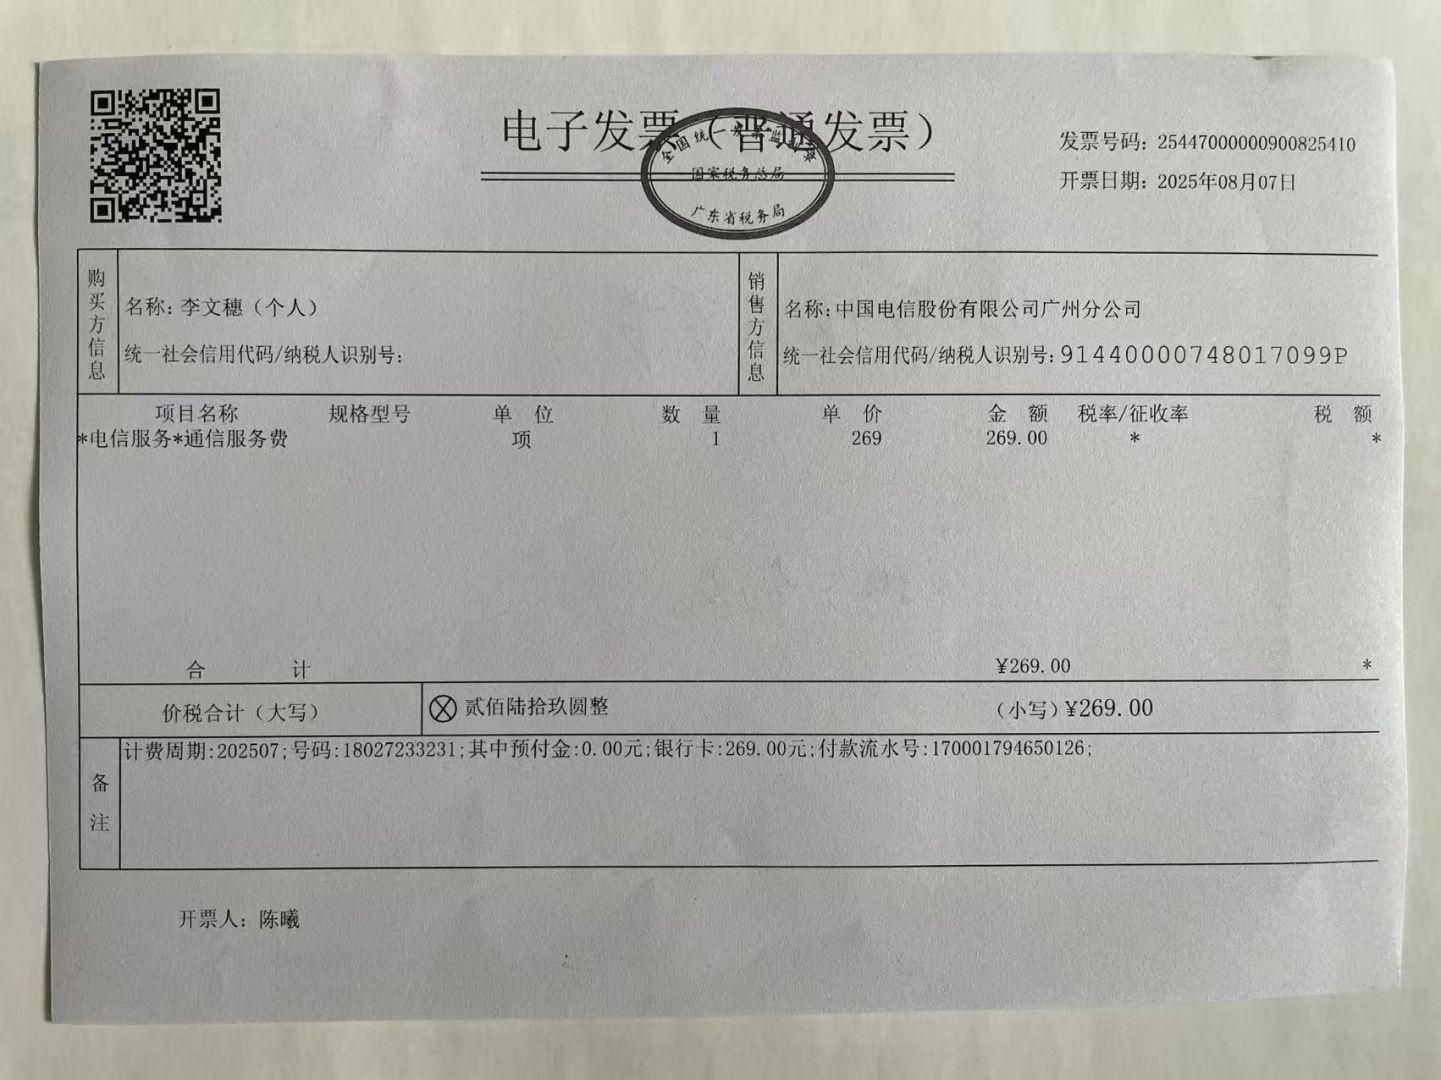 电子发票（普通发票）
全国统一发票监制章
国家税务总局
广东省税务局
发票号码：25447000000900825410
开票日期：2025年08月07日
购买方信息
名称：李文穗（个人）
统一社会信用代码/纳税人识别号：
销售方信息
名称：中国电信股份有限公司广州分公司
统一社会信用代码/纳税人识别号：91440000748017099P
项目名称 规格型号 单 位 数 量 单 价 金 额 税率/征收率 税 额
*电信服务*通信服务费 项 1 269 269.00 * *
合 计 ¥269.00 *
价税合计（大写） ⊗贰佰陆拾玖圆整 （小写）¥269.00
备注
计费周期:202507;号码:18027233231;其中预付金:0.00元;银行卡:269.00元;付款流水号:170001794650126;
开票人：陈曦